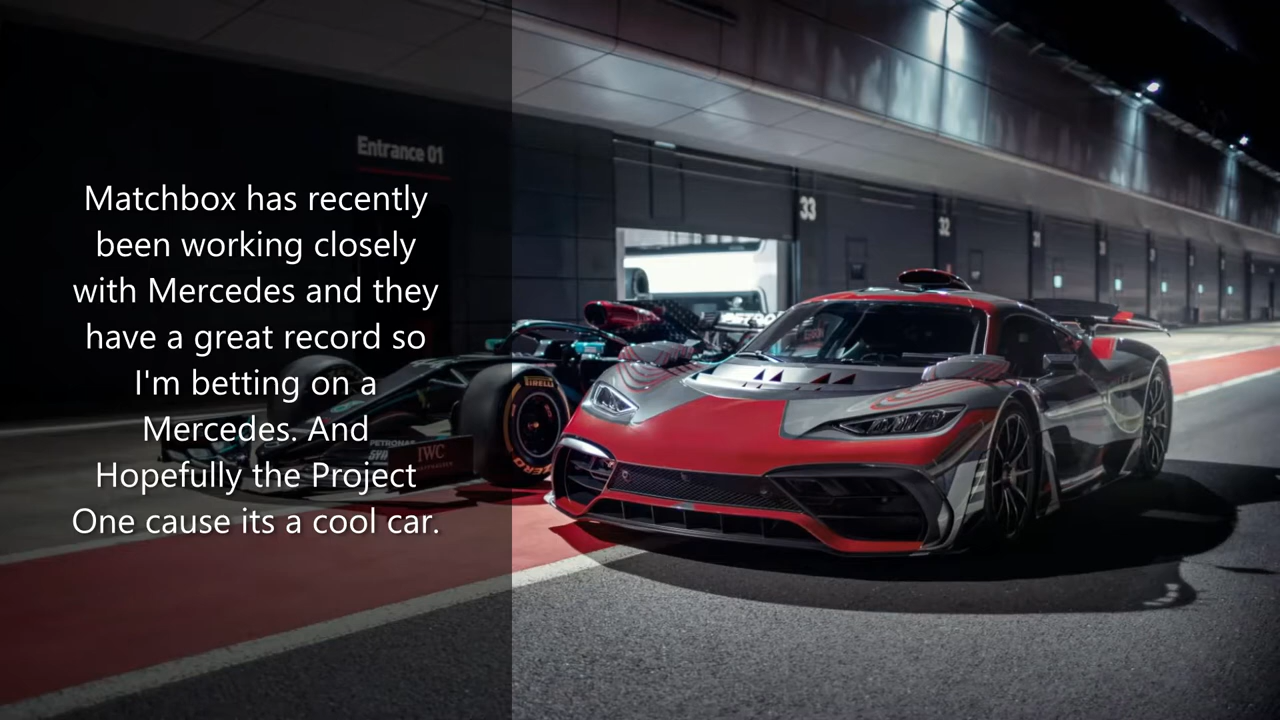 Entrance 01
Matchbox has recently
been working closely
with Mercedes and they
have a great record so
I'm betting on a
Mercedes. And
Hopefully the Project
One cause its a cool car.
33
32
PETRONAS
IWC
PIRELLI